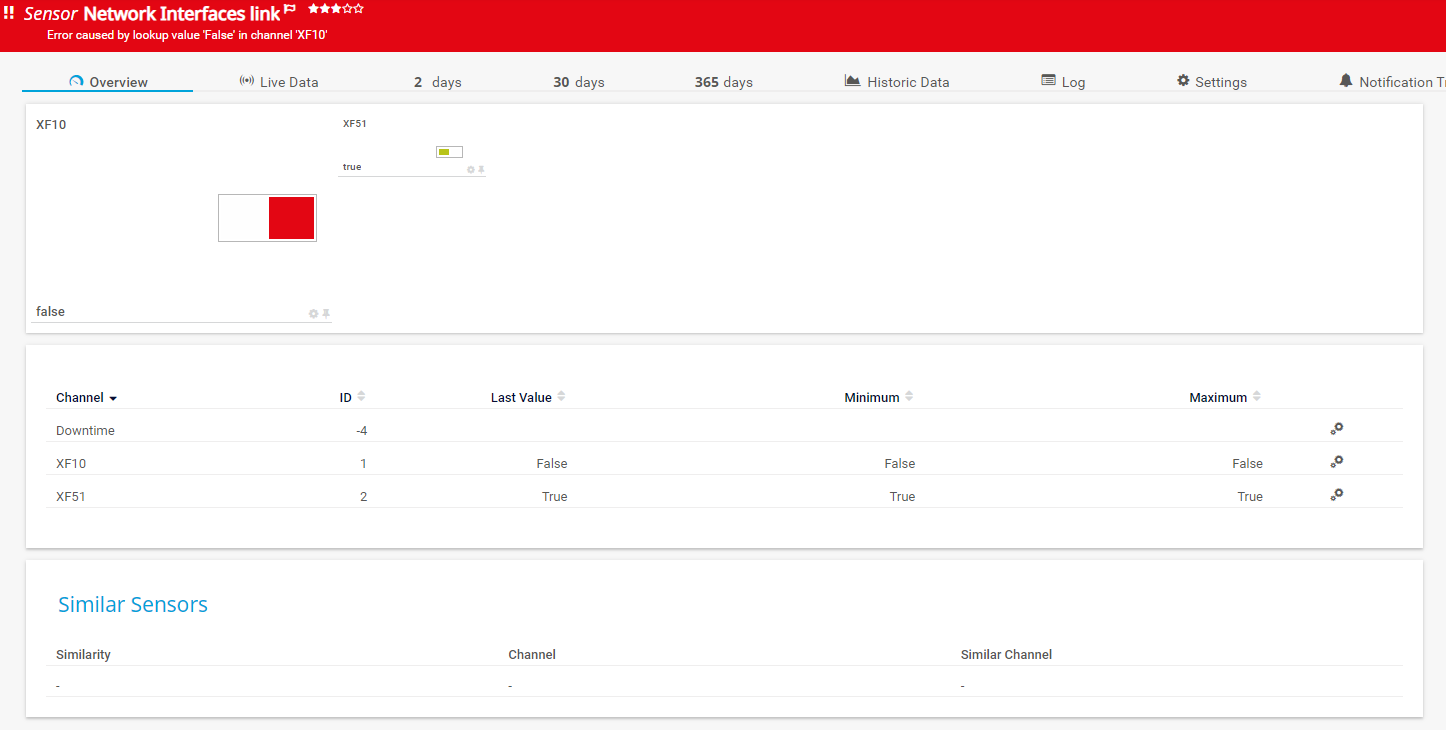 !! Sensor Network Interfaces link
Error caused by lookup value 'False' in channel 'XF10'
Overview Live Data 2 days 30 days 365 days Historic Data Log Settings Notification
XF10
XF51
true
false
Channel ID Last Value Minimum Maximum
Downtime -4
XF10 1 False False False
XF51 2 True True True
Similar Sensors
Similarity Channel Similar Channel
- - -